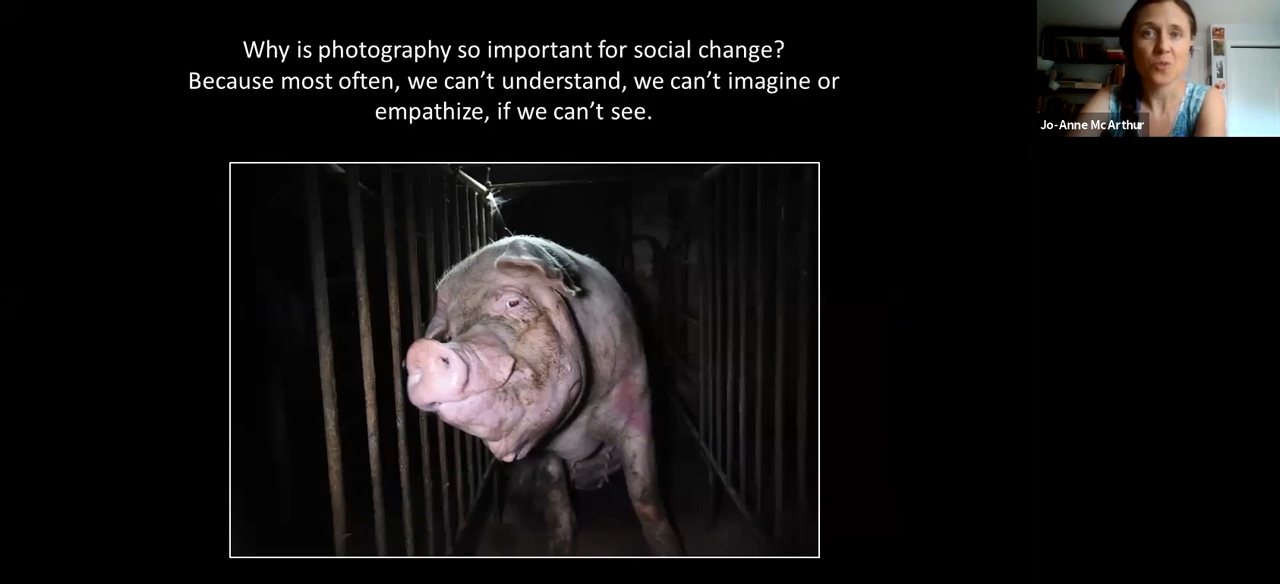 Why is photography so important for social change?
Because most often, we can’t understand, we can’t imagine or
empathize, if we can’t see.
Jo-Anne McArthur